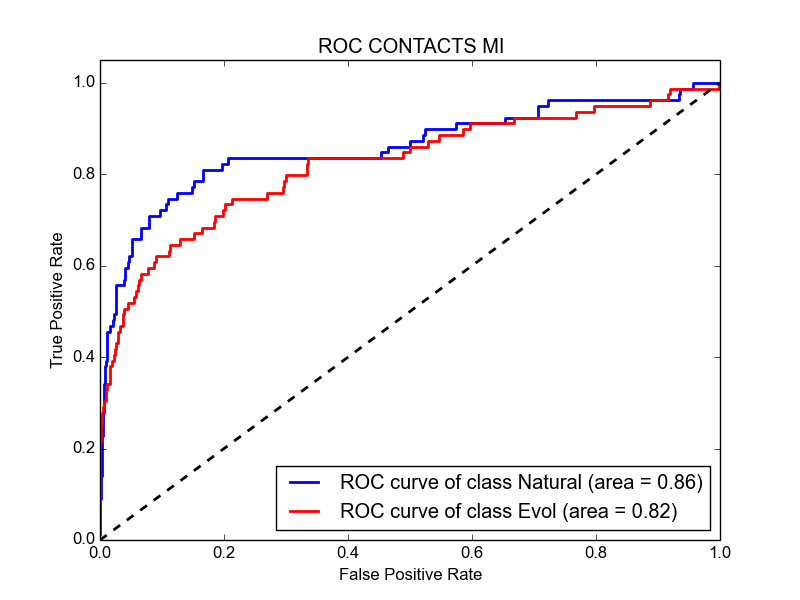 ROC CONTACTS MI
1.0
0.8
0.6
0.4
0.2
0.0
True Positive Rate
ROC curve of class Natural (area = 0.86)
ROC curve of class Evol (area = 0.82)
0.0 0.2 0.4 0.6 0.8 1.0
False Positive Rate